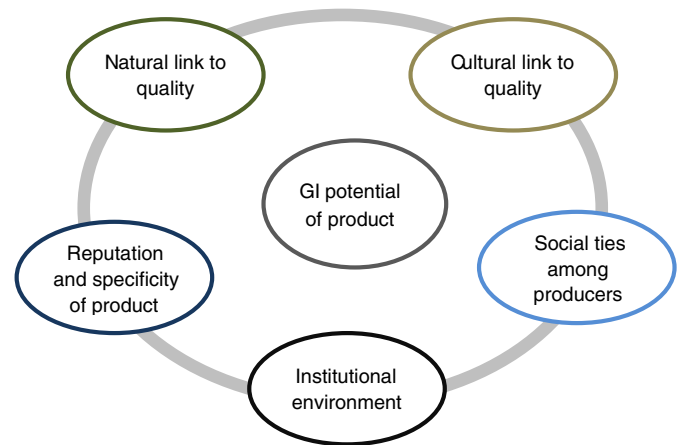 Natural link to
quality
Cultural link to
quality
GI potential
of product
Reputation
and specificity
of product
Social ties
among
producers
Institutional
environment